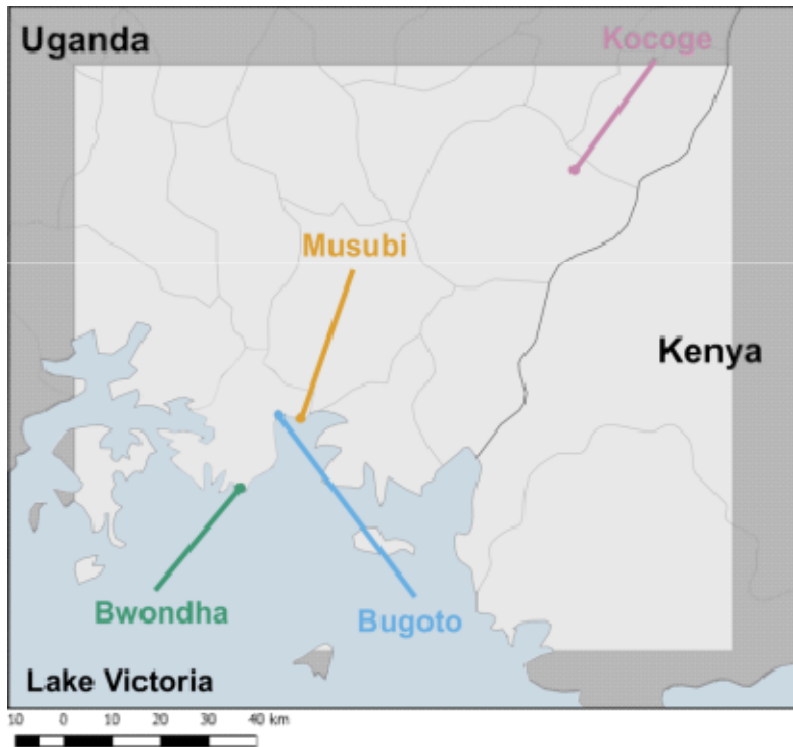 Uganda
Kocoge
Musubi
Kenya
Bwondha
Bugoto
Lake Victoria
10 0 10 20 30 40 km